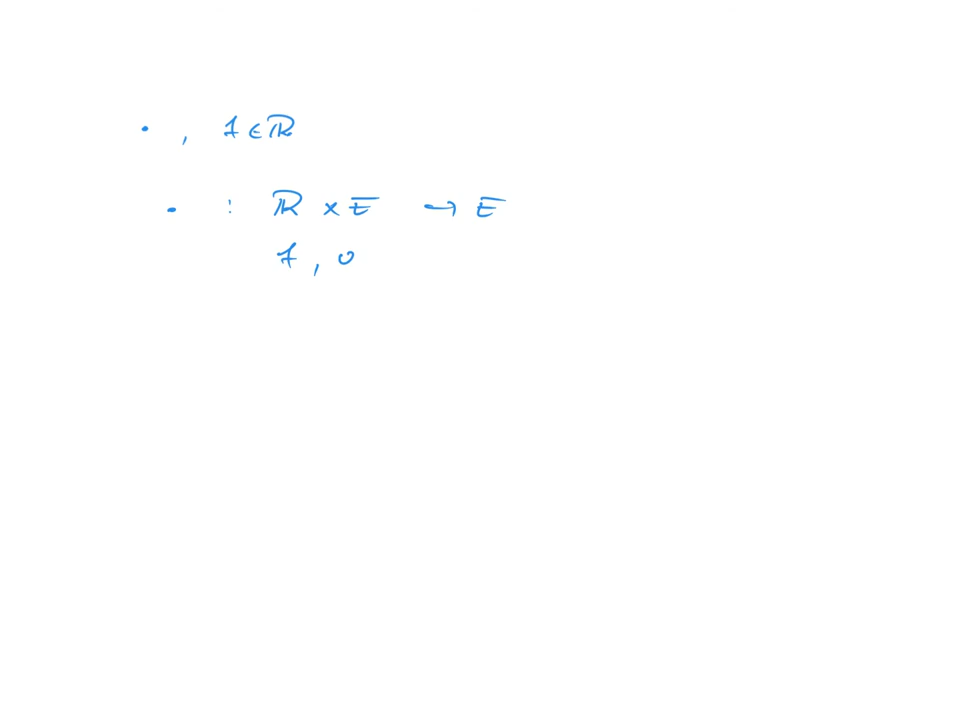 • , 1 ∈ ℝ
• : ℝ × E → E
1 , 0